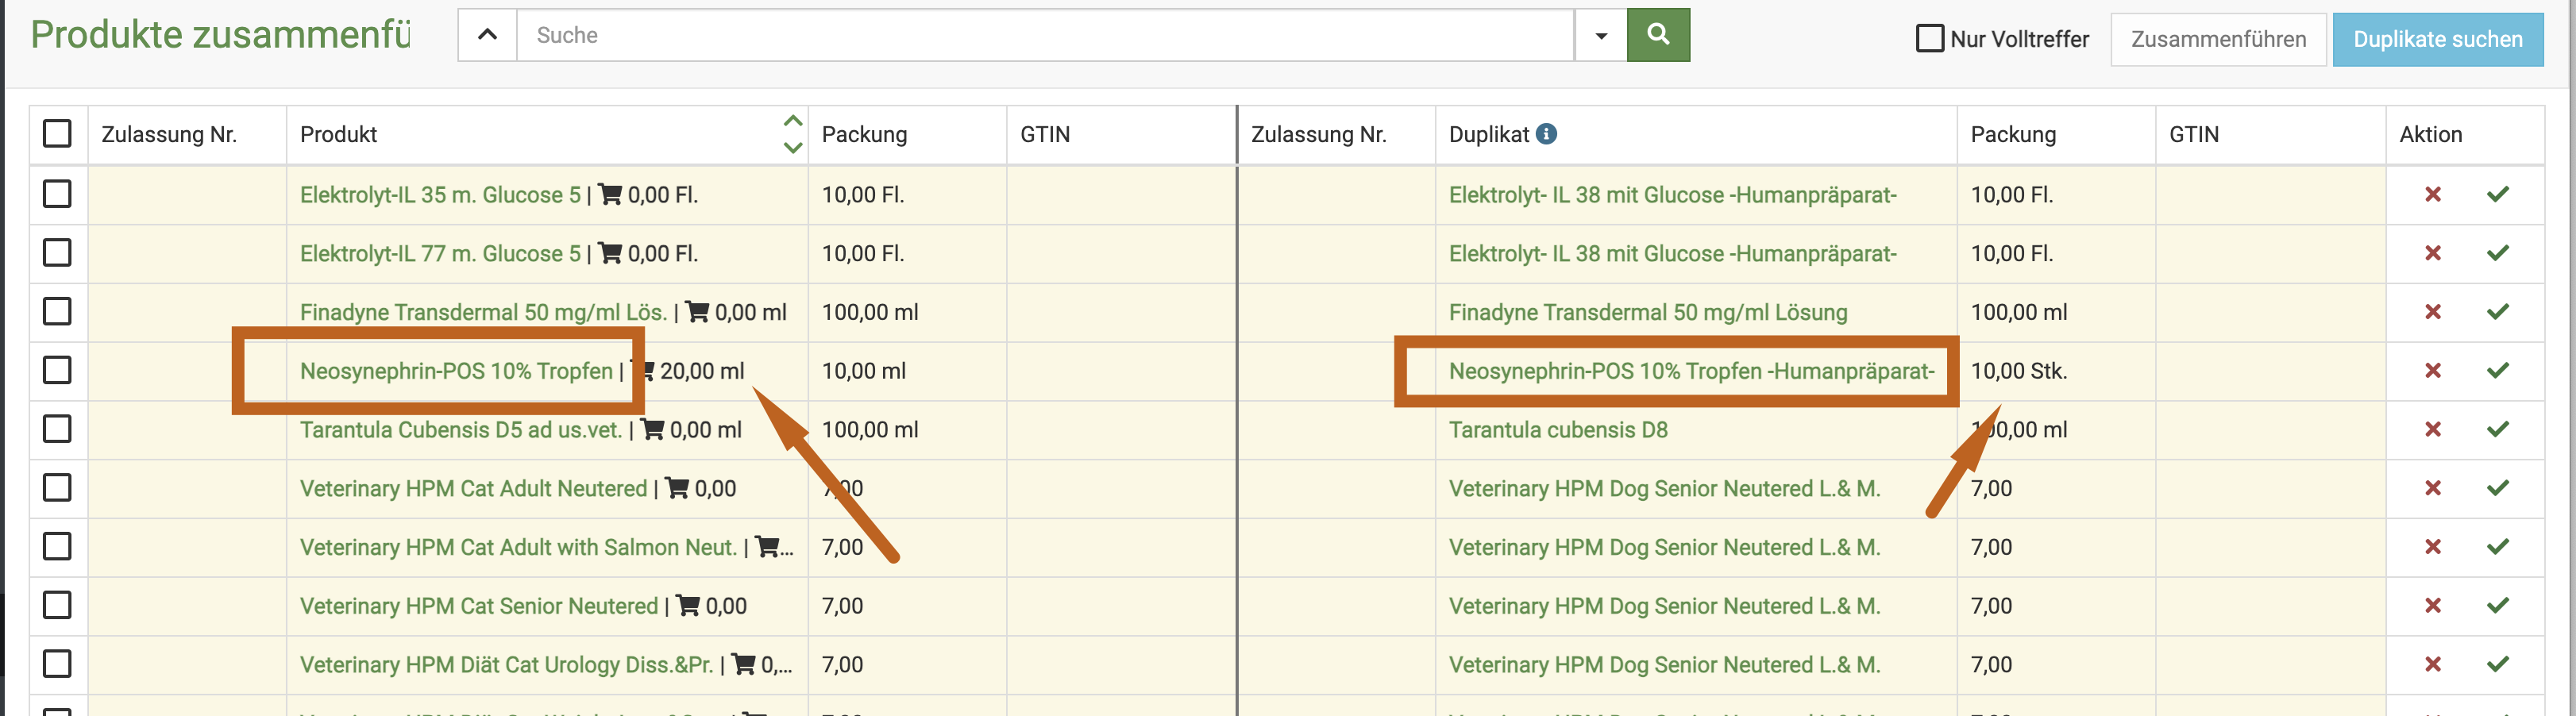 Produkte zusammenfü
Suche
Nur Volltreffer
Zusammenführen
Duplikate suchen
Zulassung Nr. Produkt Packung GTIN Zulassung Nr. Duplikat Packung GTIN Aktion
Elektrolyt-IL 35 m. Glucose 5 | 0,00 Fl. 10,00 Fl. Elektrolyt- IL 38 mit Glucose -Humanpräparat- 10,00 Fl.
Elektrolyt-IL 77 m. Glucose 5 | 0,00 Fl. 10,00 Fl. Elektrolyt- IL 38 mit Glucose -Humanpräparat- 10,00 Fl.
Finadyne Transdermal 50 mg/ml Lös. | 0,00 ml 100,00 ml Finadyne Transdermal 50 mg/ml Lösung 100,00 ml
Neosynephrin-POS 10% Tropfen | 20,00 ml 10,00 ml Neosynephrin-POS 10% Tropfen -Humanpräparat- 10,00 Stk.
Tarantula Cubensis D5 ad us.vet. | 0,00 ml 100,00 ml Tarantula cubensis D8 100,00 ml
Veterinary HPM Cat Adult Neutered | 0,00 7,00 Veterinary HPM Dog Senior Neutered L.& M. 7,00
Veterinary HPM Cat Adult with Salmon Neut. | ... 7,00 Veterinary HPM Dog Senior Neutered L.& M. 7,00
Veterinary HPM Cat Senior Neutered | 0,00 7,00 Veterinary HPM Dog Senior Neutered L.& M. 7,00
Veterinary HPM Diät Cat Urology Diss.&Pr. | 0,... 7,00 Veterinary HPM Dog Senior Neutered L.& M. 7,00